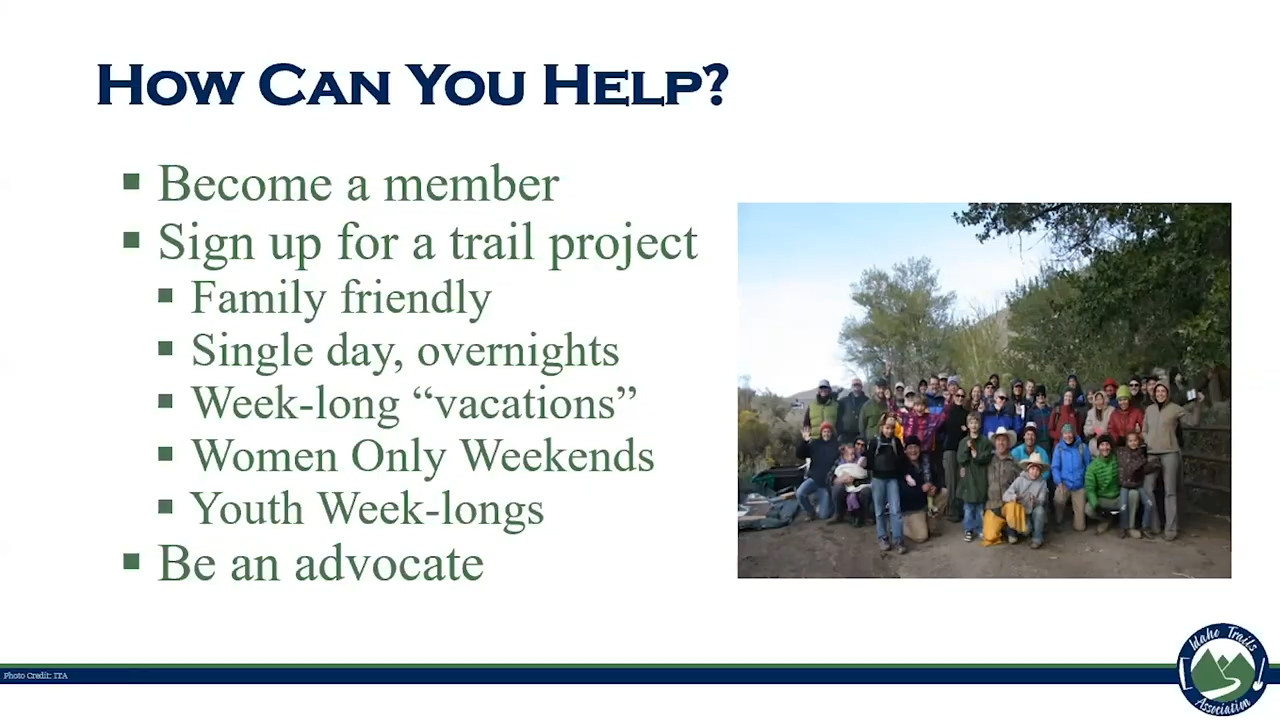 How Can You Help?
▪ Become a member
▪ Sign up for a trail project
▪ Family friendly
▪ Single day, overnights
▪ Week-long “vacations”
▪ Women Only Weekends
▪ Youth Week-longs
▪ Be an advocate
Photo Credit: ITA
Idaho Trails
Association